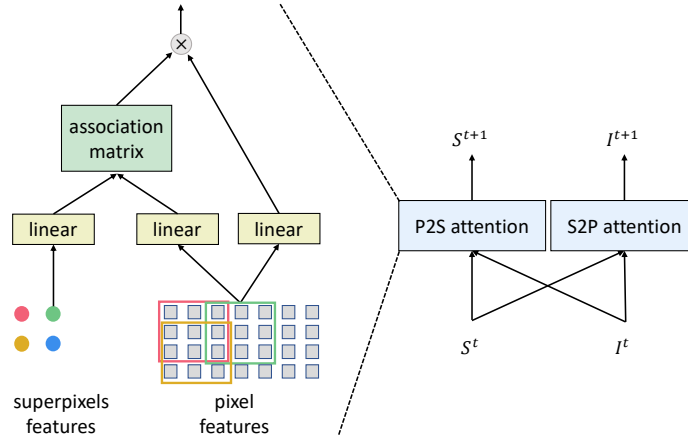 ×
association
matrix
linear
linear
linear
superpixels
features
pixel
features
S^{t+1}
I^{t+1}
P2S attention
S2P attention
S^t
I^t